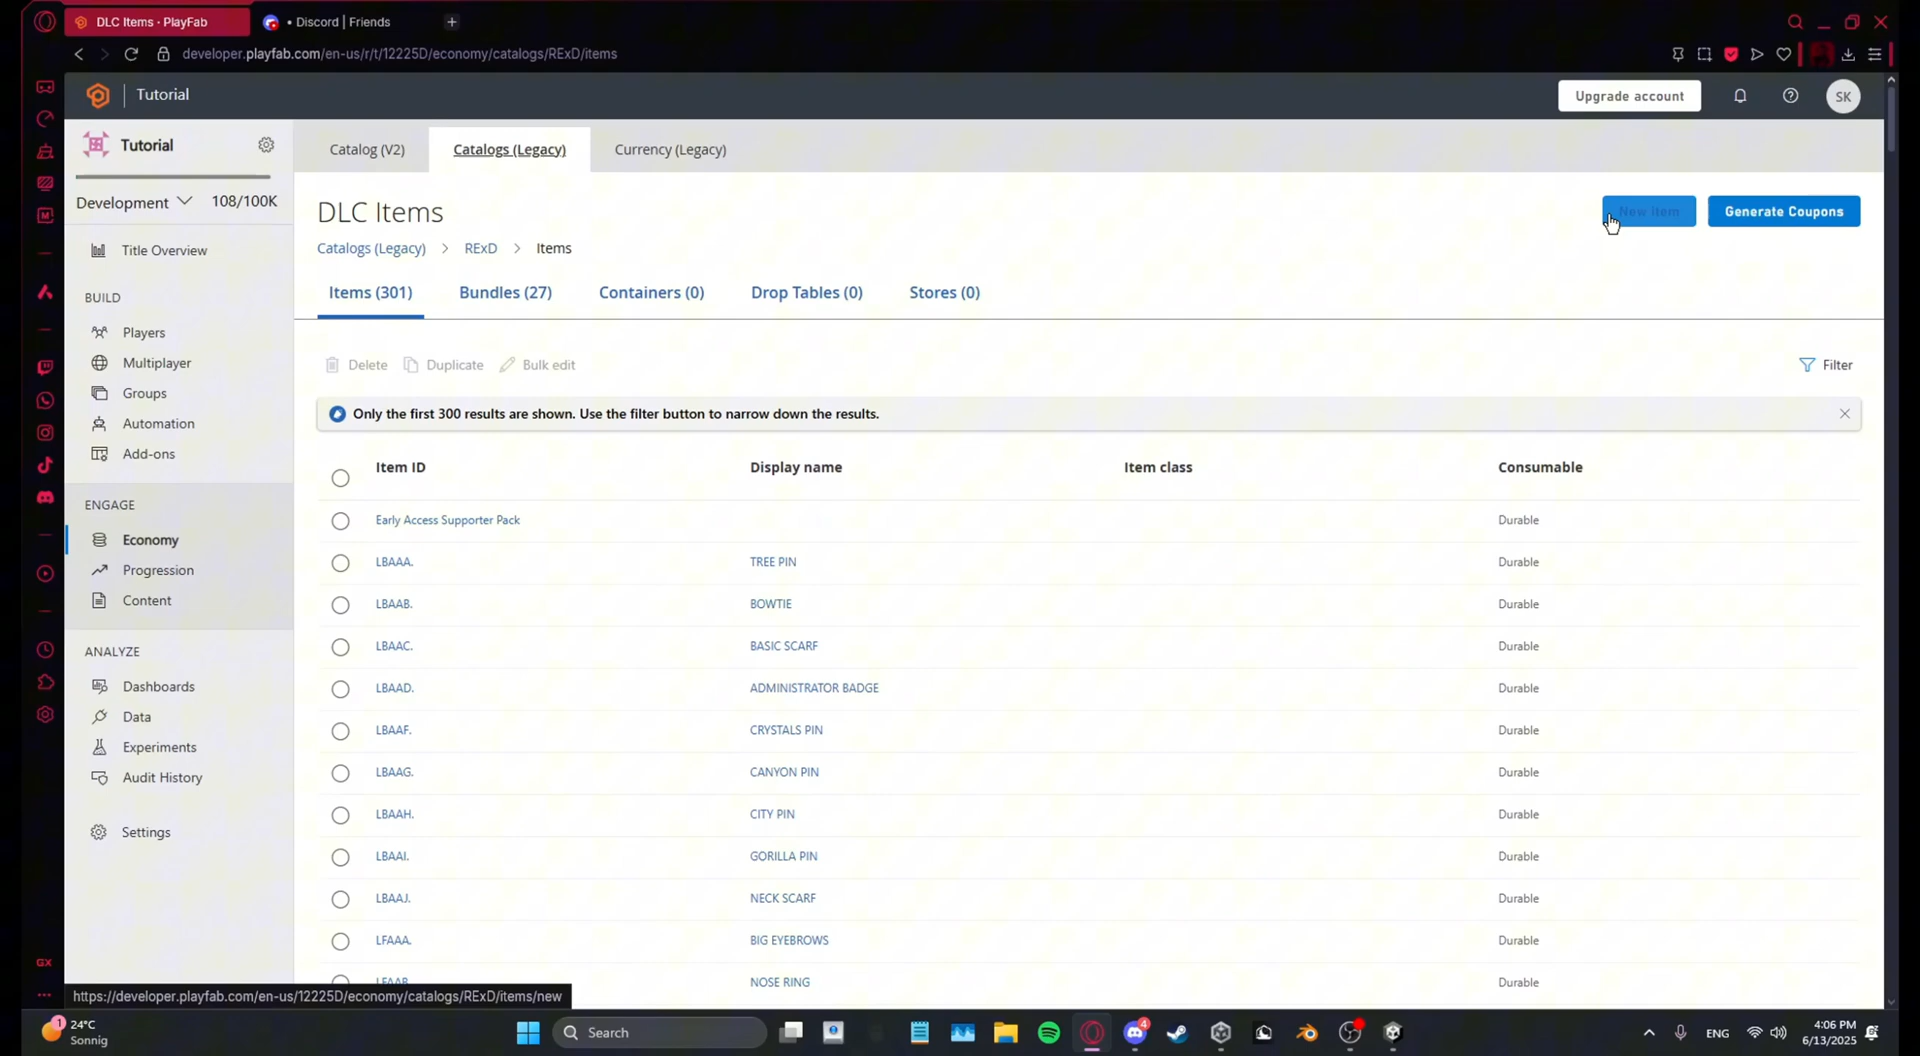 DLC Items · PlayFab
• Discord | Friends
developer.playfab.com/en-us/r/t/12225D/economy/catalogs/RExD/items
Tutorial
Upgrade account
SK
Tutorial
Development
108/100K
Title Overview
BUILD
Players
Multiplayer
Groups
Automation
Add-ons
ENGAGE
Economy
Progression
Content
ANALYZE
Dashboards
Data
Experiments
Audit History
Settings
Catalog (V2)
Catalogs (Legacy)
Currency (Legacy)
DLC Items
New Item
Generate Coupons
Catalogs (Legacy) > RExD > Items
Items (301)
Bundles (27)
Containers (0)
Drop Tables (0)
Stores (0)
Delete
Duplicate
Bulk edit
Filter
Only the first 300 results are shown. Use the filter button to narrow down the results.
Item ID Display name Item class Consumable
Early Access Supporter Pack Durable
LBAAA. TREE PIN Durable
LBAAB. BOWTIE Durable
LBAAC. BASIC SCARF Durable
LBAAD. ADMINISTRATOR BADGE Durable
LBAAF. CRYSTALS PIN Durable
LBAAG. CANYON PIN Durable
LBAAH. CITY PIN Durable
LBAAI. GORILLA PIN Durable
LBAAJ. NECK SCARF Durable
LFAAA. BIG EYEBROWS Durable
LFAAB. NOSE RING Durable
GX
https://developer.playfab.com/en-us/12225D/economy/catalogs/RExD/items/new
1
24°C
Sonnig
Search
4
ENG
4:06 PM
6/13/2025